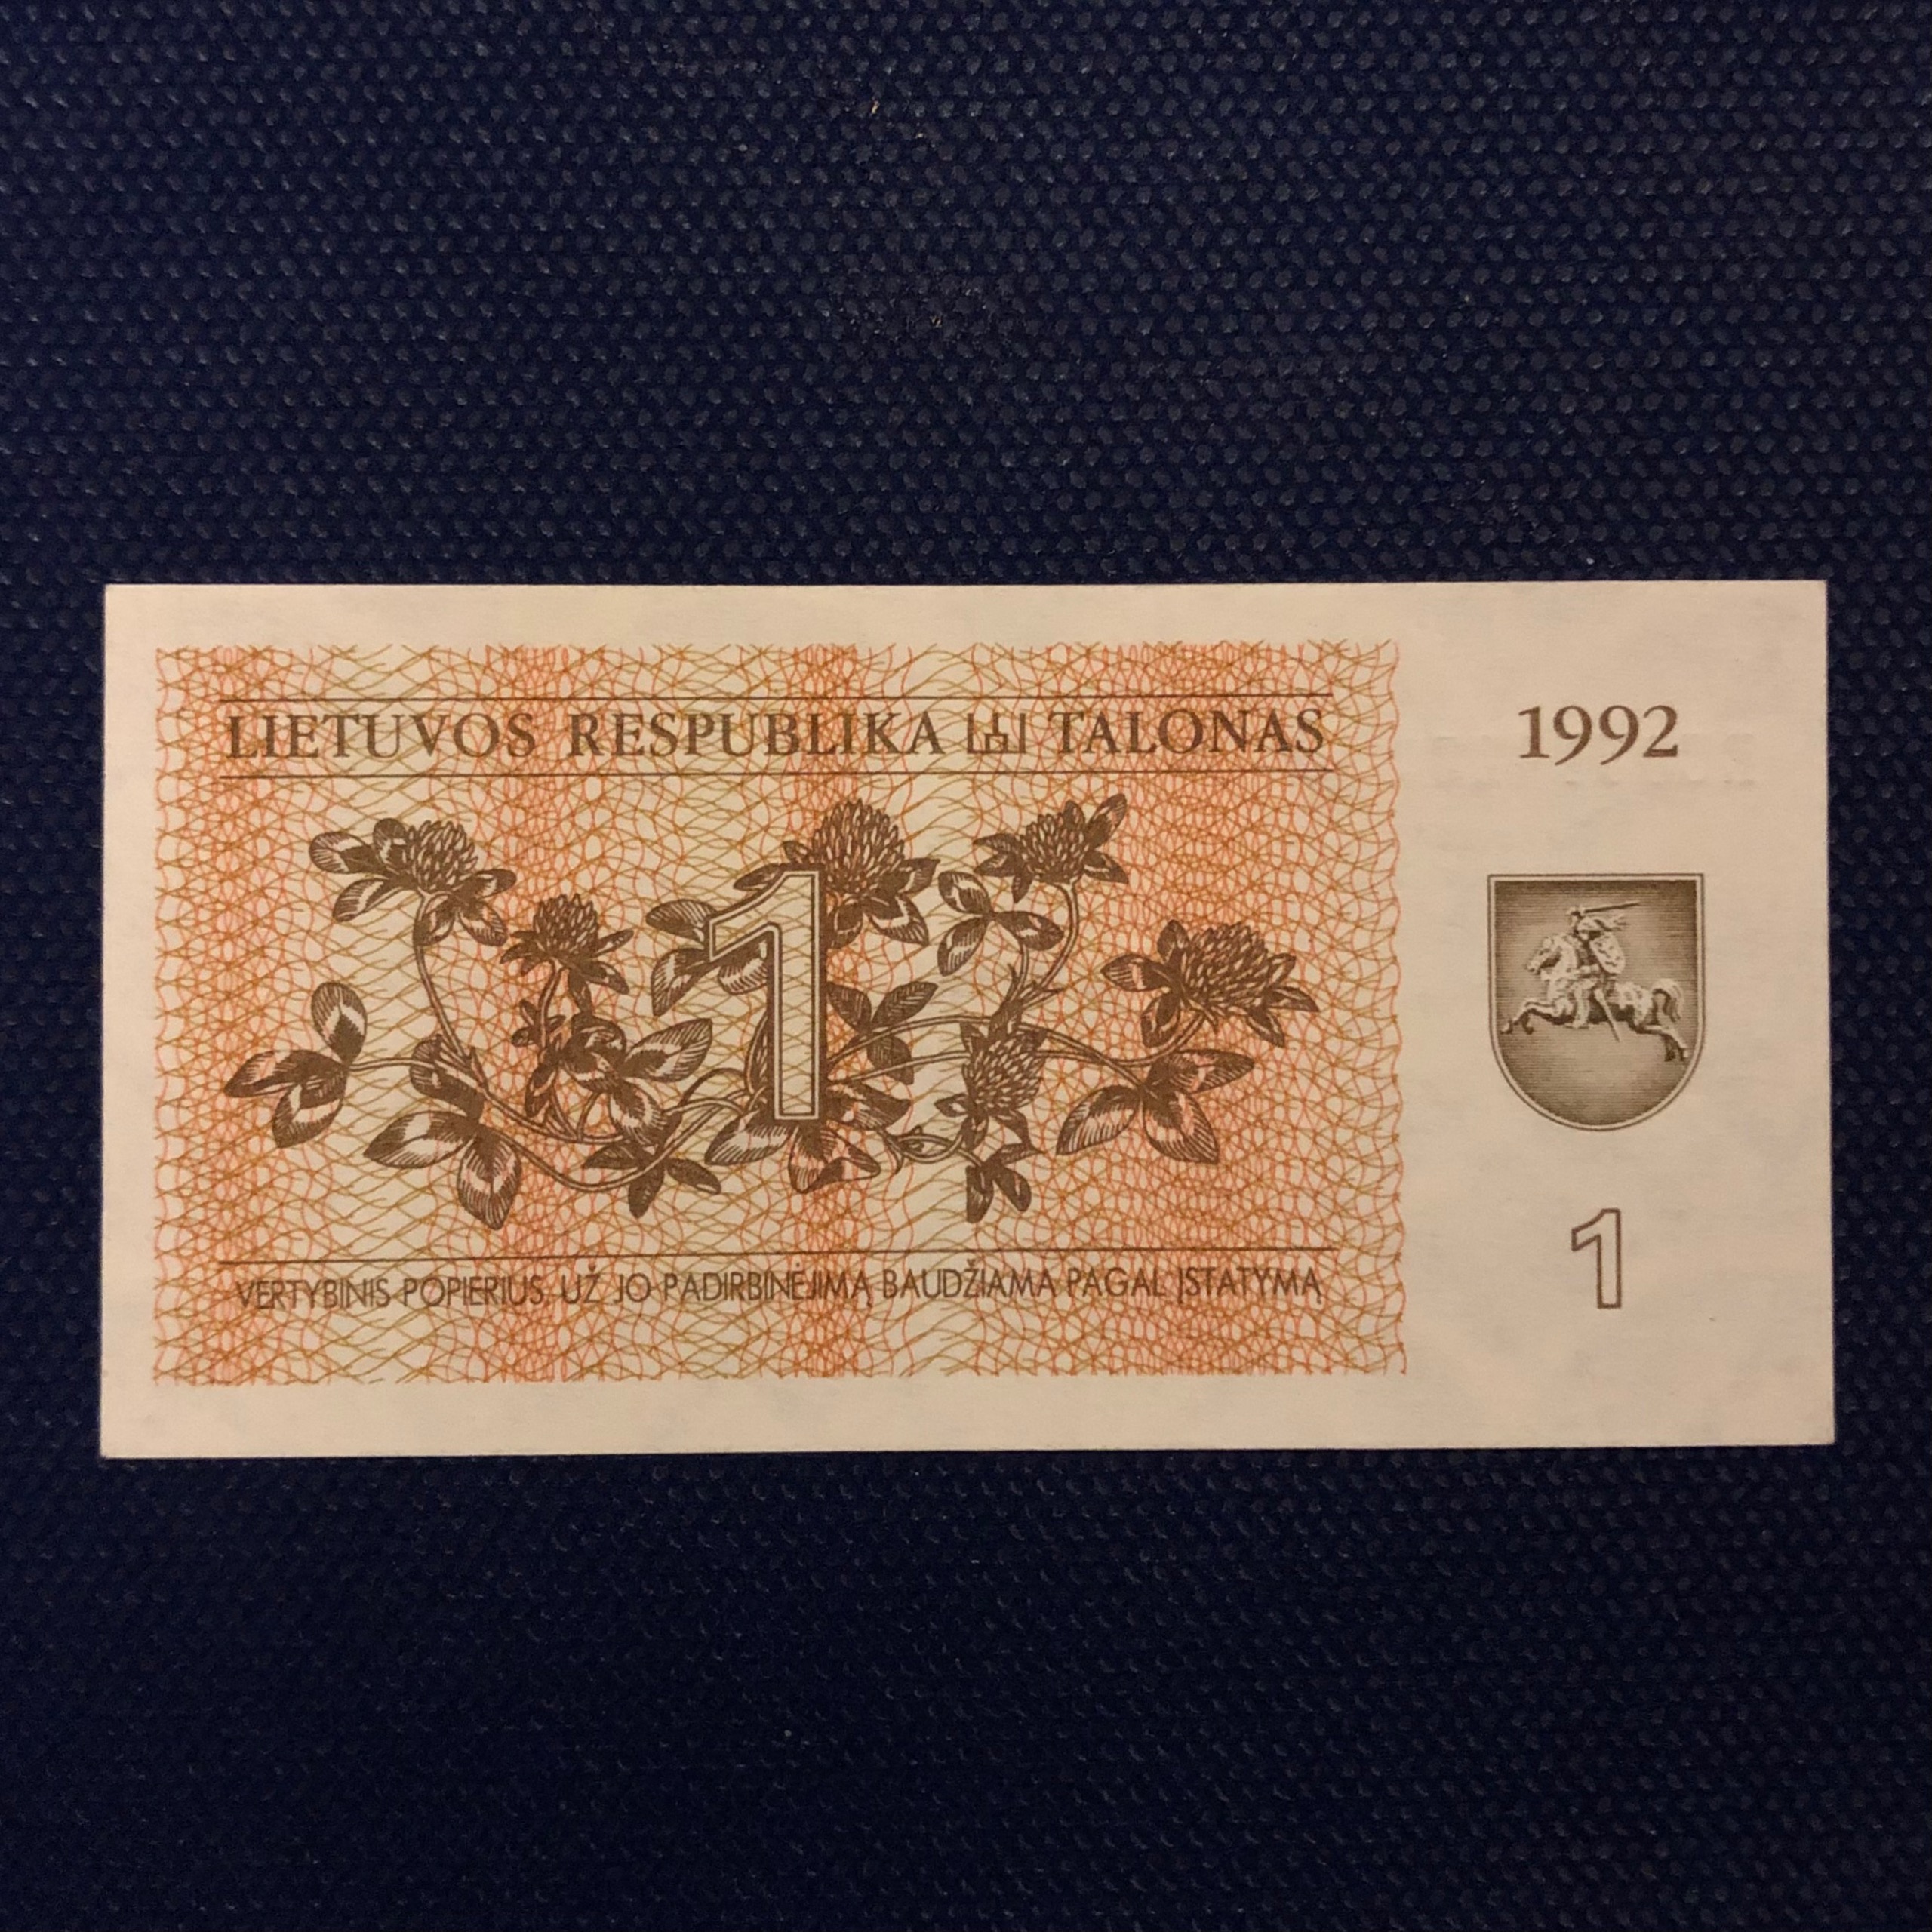 LIETUVOS RESPUBLIKA TALONAS
1992
1
VERTYBINIS POPIERIUS. UŽ JO PADIRBINĖJIMĄ BAUDŽIAMA PAGAL ĮSTATYMĄ
1